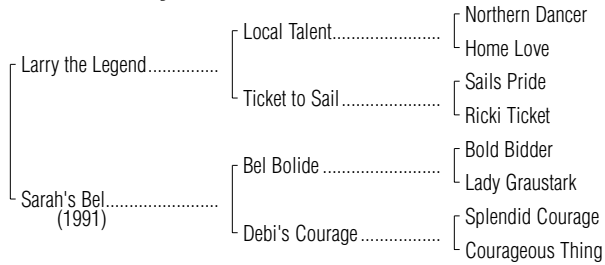 Northern Dancer
Local Talent..................
Home Love
Larry the Legend...............
Sails Pride
Ticket to Sail .................
Ricki Ticket
Bold Bidder
Bel Bolide ....................
Lady Graustark
Sarah's Bel........................
(1991)
Splendid Courage
Debi's Courage..............
Courageous Thing